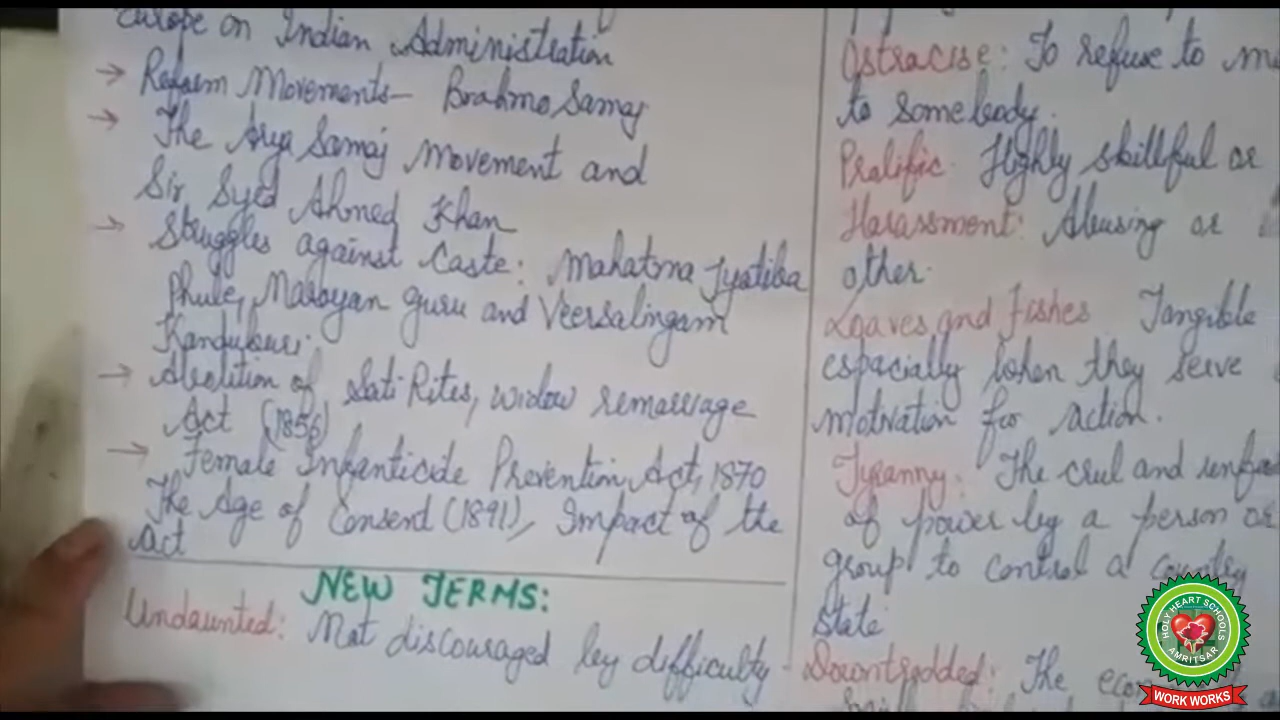 Europe on Indian Administration
→ Reform Movements - Brahmo Samaj
→ The Arya Samaj Movement and
Sir Syed Ahmed Khan
→ Struggles against Caste: Mahatma Jyotiba
Phule, Narayan Guru and Veersalingam
Kandukuri.
→ Abolition of Sati Rites, widow remarriage
Act (1856)
→ Female Infanticide Prevention Act, 1870
The Age of Consend (1891), Impact of the
Act
NEW TERMS:
Undaunted: Not discouraged by difficulty
Ostracise: To refuse to
to somebody.
Prolific Highly skillful or
Harassment: Abusing or
other.
Loaves and Fishes Tangible
espacially when they serve
motivation for action.
Tyranny: The crul and
of power by a person or
group to control a country
state
Downtrodded: The
HOLY HEART SCHOOLS
AMRITSAR
WORK WORKS